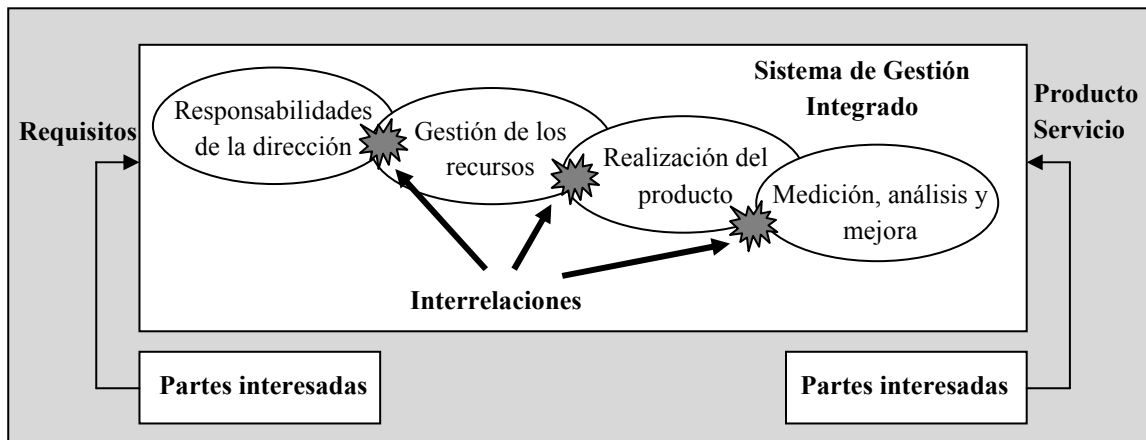 Sistema de Gestión
Integrado
Requisitos
Responsabilidades
de la dirección
Gestión de los
recursos
Realización del
producto
Medición, análisis y
mejora
Producto
Servicio
Interrelaciones
Partes interesadas
Partes interesadas